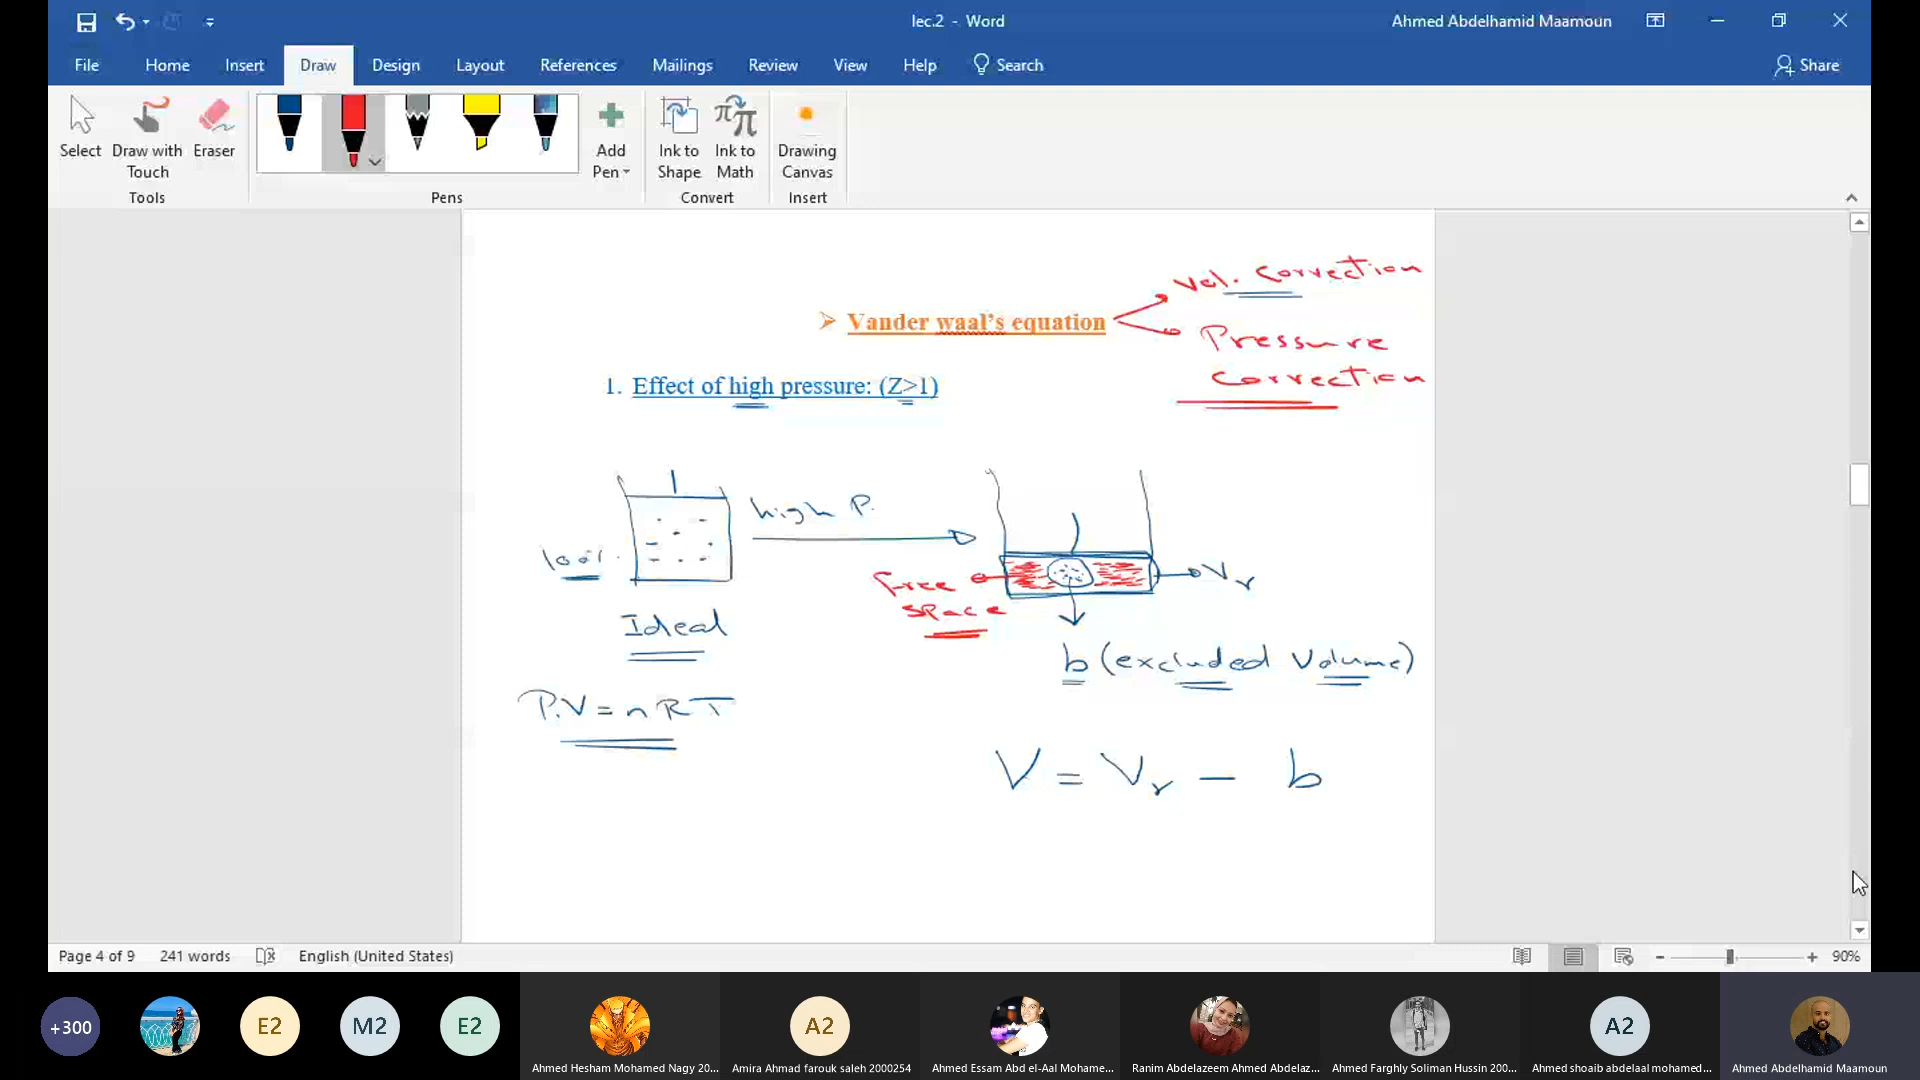 lec.2 - Word
Ahmed Abdelhamid Maamoun
File Home Insert Draw Design Layout References Mailings Review View Help Search Share
Select Draw with Touch Eraser
Add Pen
Ink to Shape Ink to Math
Drawing Canvas
Tools Pens Convert Insert
Vol. Correction
➢ Vander waal's equation
Pressure
Correction
1. Effect of high pressure: (Z>1)
high P.
Free
space
Vr
Ideal
b (excluded Volume)
P.V = nRT
V = Vr - b
Page 4 of 9 241 words English (United States) 90%
+300 E2 M2 E2 A2 A2
Ahmed Hesham Mohamed Nagy 20... Amira Ahmad farouk saleh 2000254 Ahmed Essam Abd el-Aal Mohame... Ranim Abdelazeem Ahmed Abdelaz... Ahmed Farghly Soliman Hussin 200... Ahmed shoaib abdelaal mohamed... Ahmed Abdelhamid Maamoun